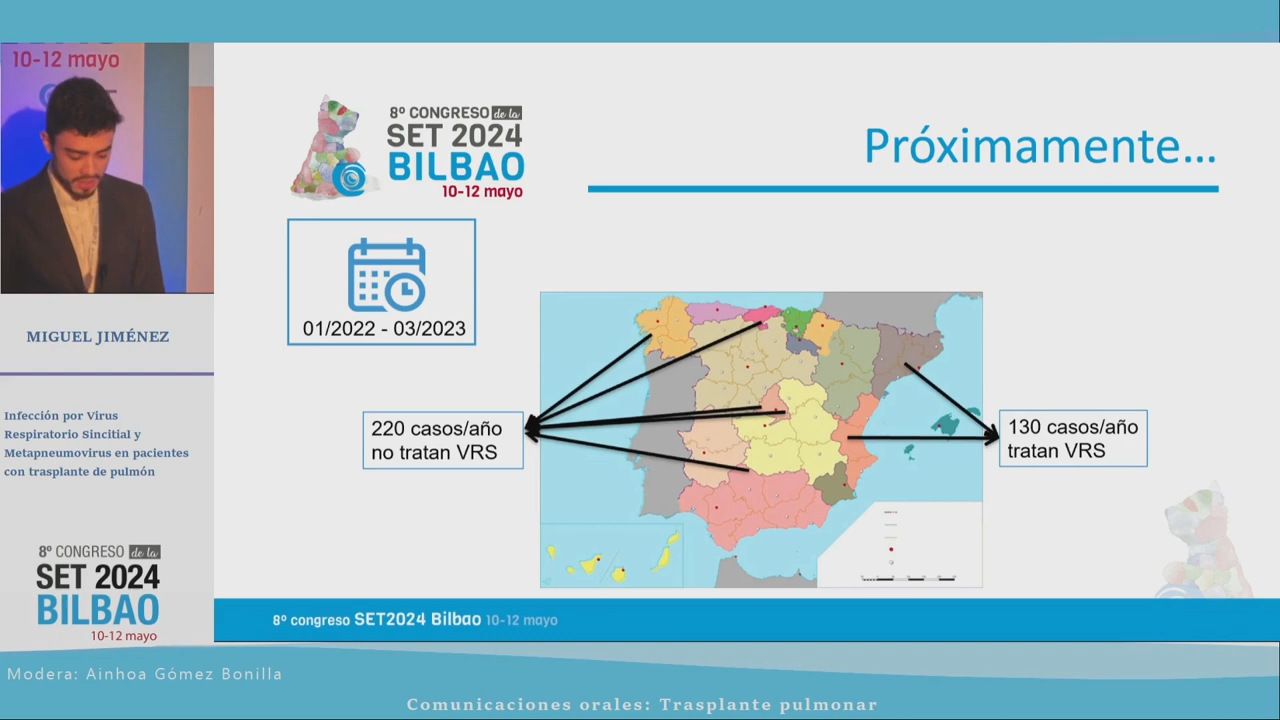 10-12 mayo
8º CONGRESO de la
SET 2024
BILBAO
10-12 mayo
Próximamente...
01/2022 - 03/2023
220 casos/año
no tratan VRS
130 casos/año
tratan VRS
MIGUEL JIMÉNEZ
Infección por Virus
Respiratorio Sincitial y
Metapneumovirus en pacientes
con trasplante de pulmón
8º CONGRESO de la
SET 2024
BILBAO
10-12 mayo
8º congreso SET2024 Bilbao 10-12 mayo
Modera: Ainhoa Gómez Bonilla
Comunicaciones orales: Trasplante pulmonar